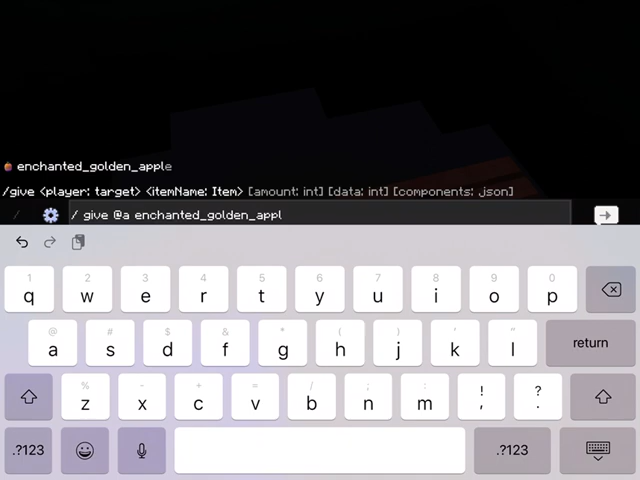 enchanted_golden_apple
/give <player: target> <itemName: Item> [amount: int] [data: int] [components: json]
/
/ give @a enchanted_golden_appl
1 2 3 4 5 6 7 8 9 0
q w e r t y u i o p
@ # $ & * ( ) ' "
a s d f g h j k l return
% - + = / ; : ! ?
z x c v b n m , .
.?123 .?123